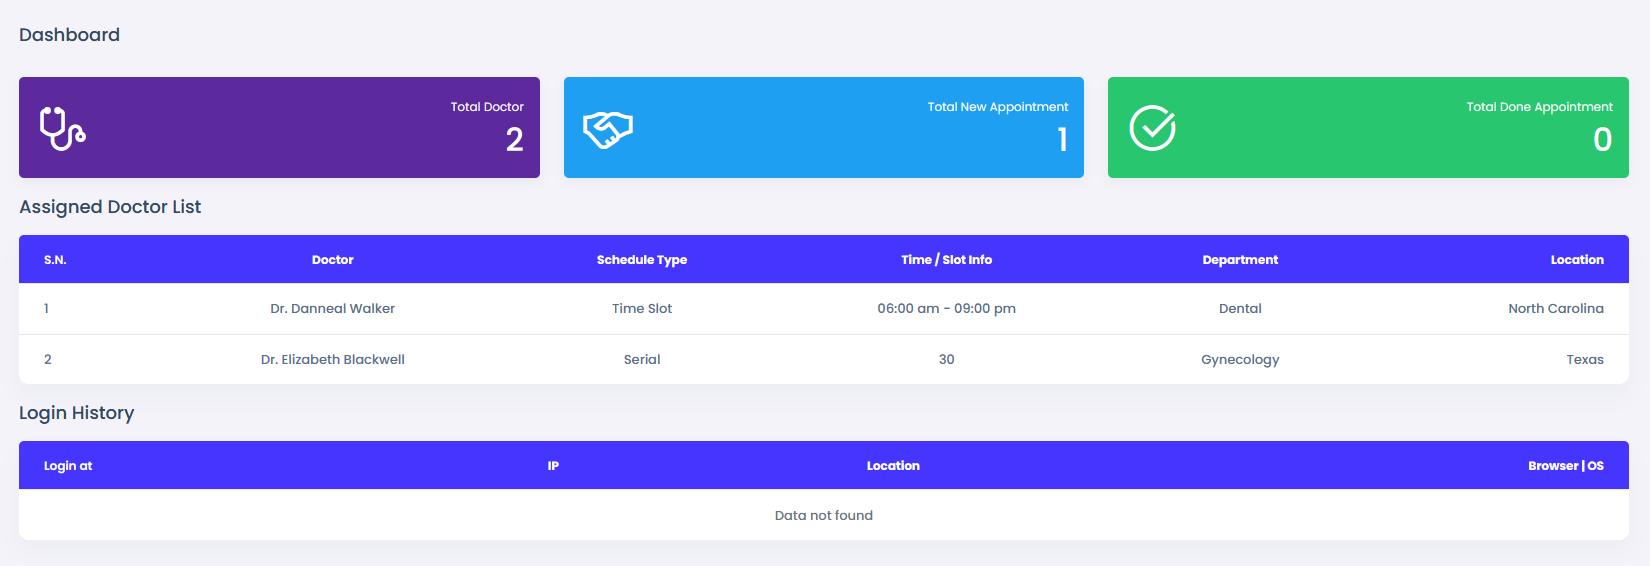 Dashboard
Total Doctor
2
Total New Appointment
1
Total Done Appointment
0
Assigned Doctor List
S.N. Doctor Schedule Type Time / Slot Info Department Location
1 Dr. Danneal Walker Time Slot 06:00 am - 09:00 pm Dental North Carolina
2 Dr. Elizabeth Blackwell Serial 30 Gynecology Texas
Login History
Login at IP Location Browser | OS
Data not found